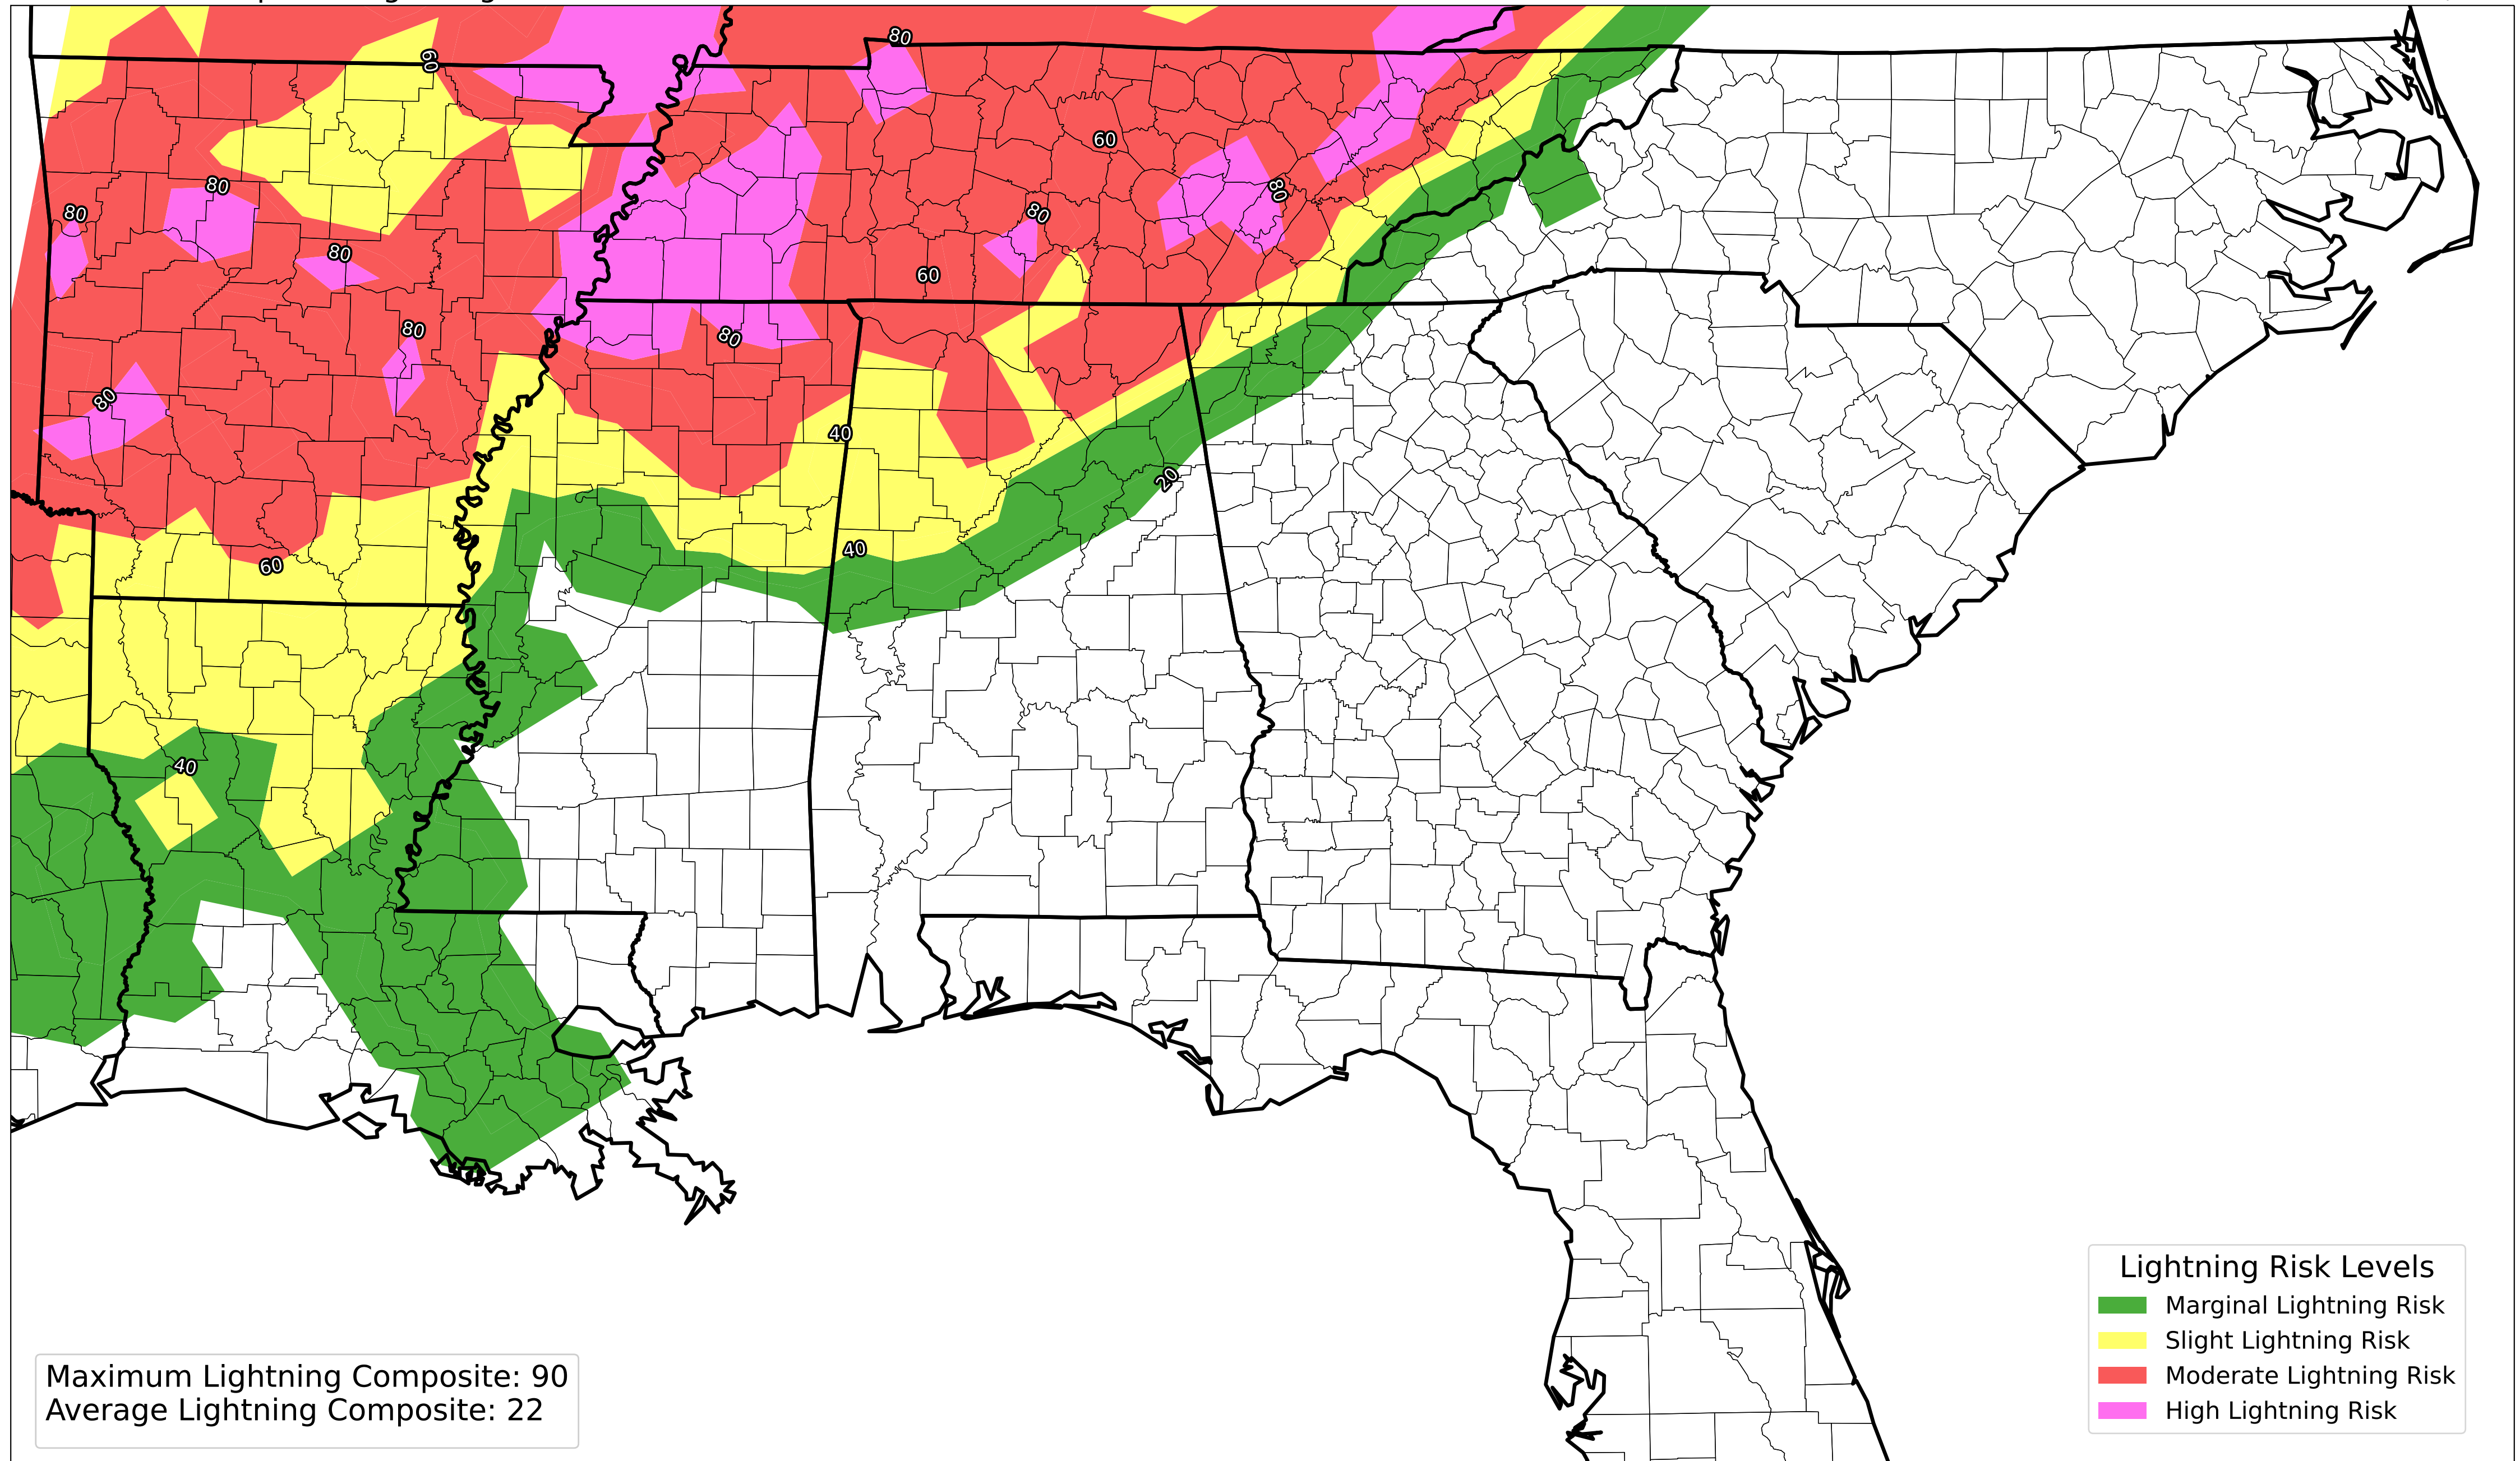 80
60
60
80
80
80
80
60
80
80
80
40
20
40
60
40
Lightning Risk Levels
Marginal Lightning Risk
Slight Lightning Risk
Moderate Lightning Risk
High Lightning Risk
Maximum Lightning Composite: 90
Average Lightning Composite: 22